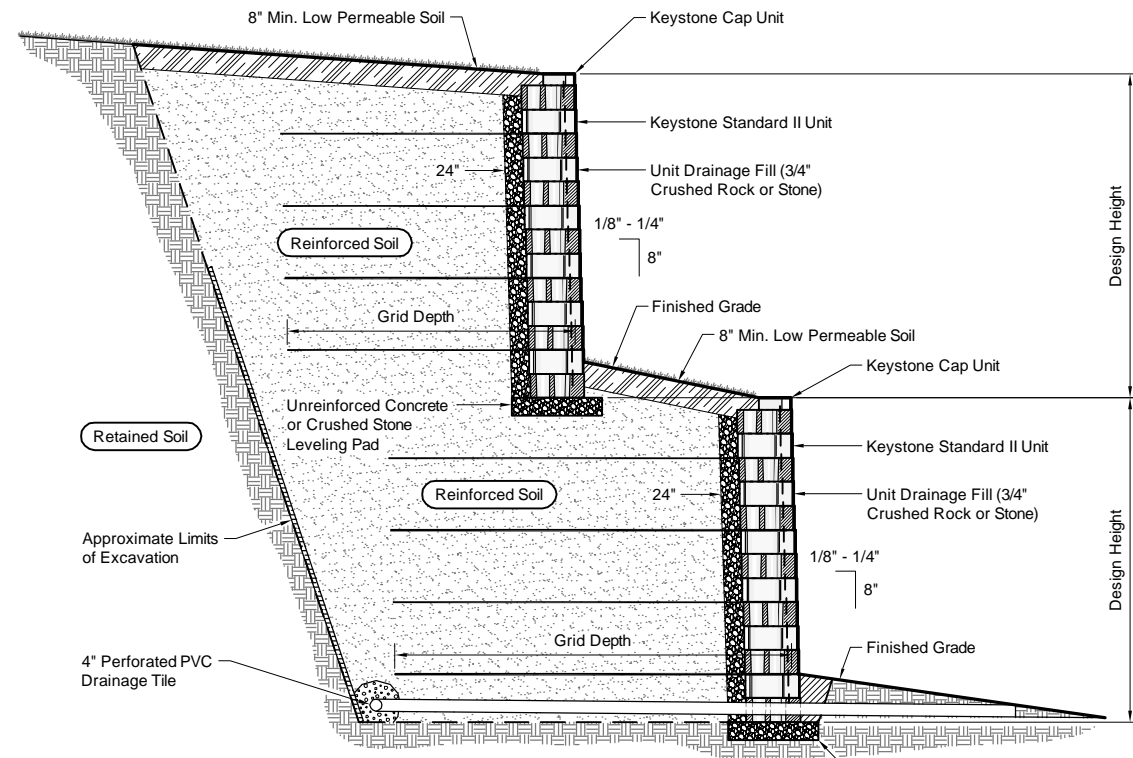 8" Min. Low Permeable Soil
Keystone Cap Unit
Keystone Standard II Unit
24"
Unit Drainage Fill (3/4"
Crushed Rock or Stone)
1/8" - 1/4"
8"
Design Height
Reinforced Soil
Finished Grade
Grid Depth
8" Min. Low Permeable Soil
Keystone Cap Unit
Unreinforced Concrete
or Crushed Stone
Leveling Pad
Retained Soil
Keystone Standard II Unit
Reinforced Soil
24"
Unit Drainage Fill (3/4"
Crushed Rock or Stone)
Approximate Limits
of Excavation
1/8" - 1/4"
8"
Design Height
Grid Depth
Finished Grade
4" Perforated PVC
Drainage Tile